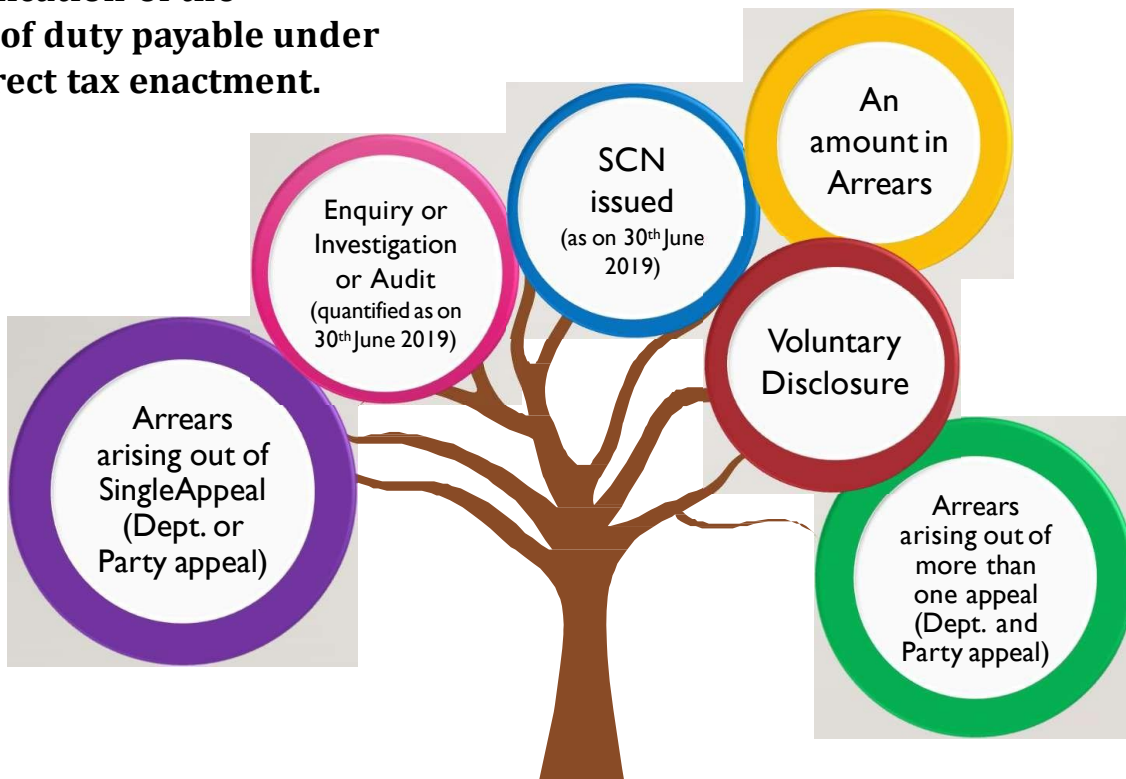 of the
of duty payable under
tax enactment.
An
amount in
Arrears
SCN
issued
(as on 30th June
2019)
Enquiry or
Investigation
or Audit
(quantified as on
30th June 2019)
Voluntary
Disclosure
Arrears
arising out of
SingleAppeal
(Dept. or
Party appeal)
Arrears
arising out of
more than
one appeal
(Dept. and
Party appeal)